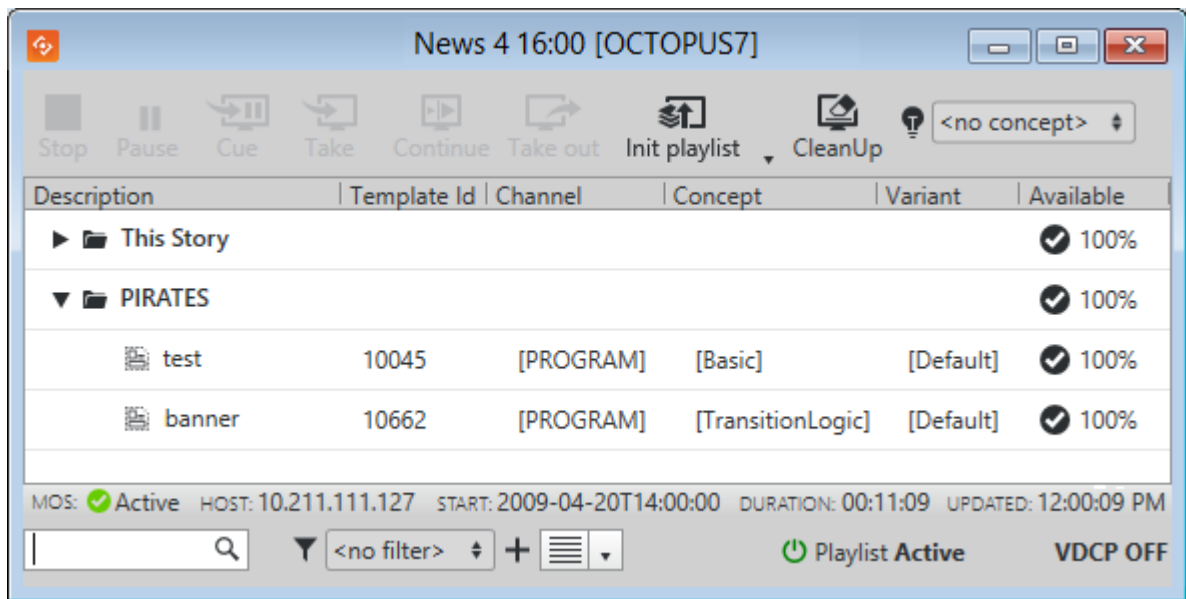 News 4 16:00 [OCTOPUS7]
Stop Pause Cue Take Continue Take out Init playlist CleanUp <no concept>
Description Template Id Channel Concept Variant Available
This Story 100%
PIRATES 100%
test 10045 [PROGRAM] [Basic] [Default] 100%
banner 10662 [PROGRAM] [TransitionLogic] [Default] 100%
MOS: Active HOST: 10.211.111.127 START: 2009-04-20T14:00:00 DURATION: 00:11:09 UPDATED: 12:00:09 PM
<no filter> Playlist Active VDCP OFF